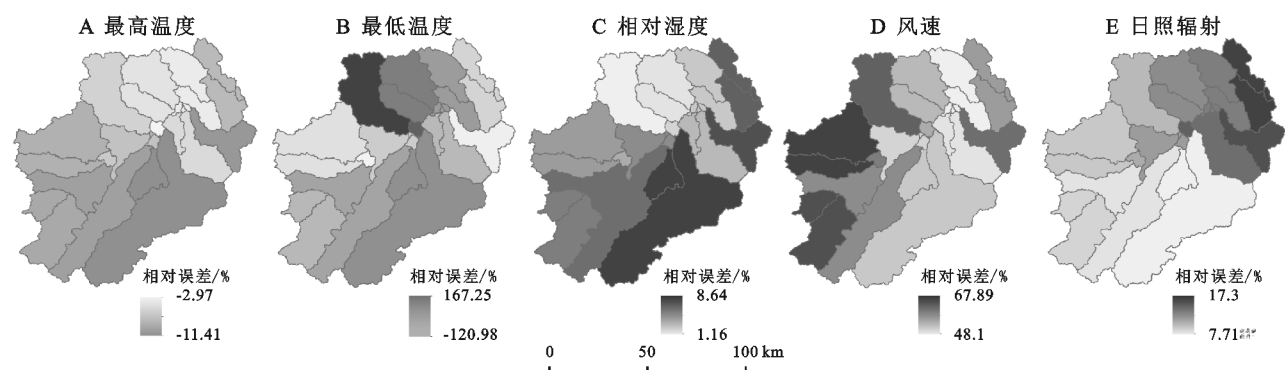 A 最高温度
B 最低温度
C 相对湿度
D 风速
E 日照辐射
相对误差/%
-2.97
-11.41
相对误差/%
167.25
-120.98
相对误差/%
8.64
1.16
相对误差/%
67.89
48.1
相对误差/%
17.3
7.71
0 50 100 km